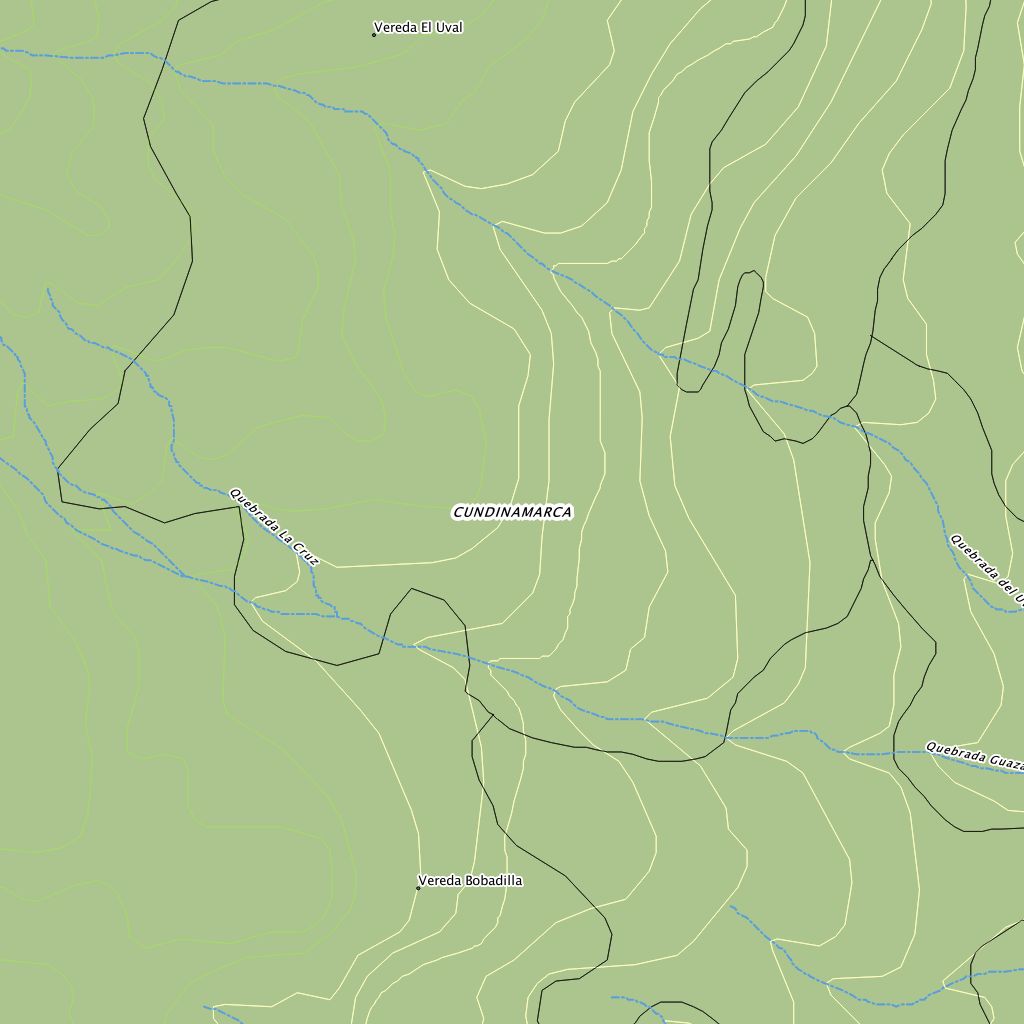 Vereda El Uval
Quebrada La Cruz
CUNDINAMARCA
Quebrada del U
Quebrada Guaza
Vereda Bobadilla